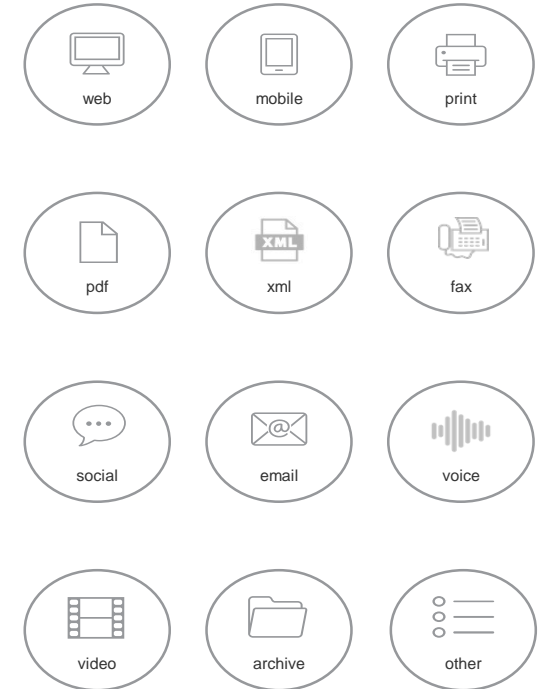 web
mobile
print
pdf
XML
xml
fax
@
social
email
voice
video
archive
other